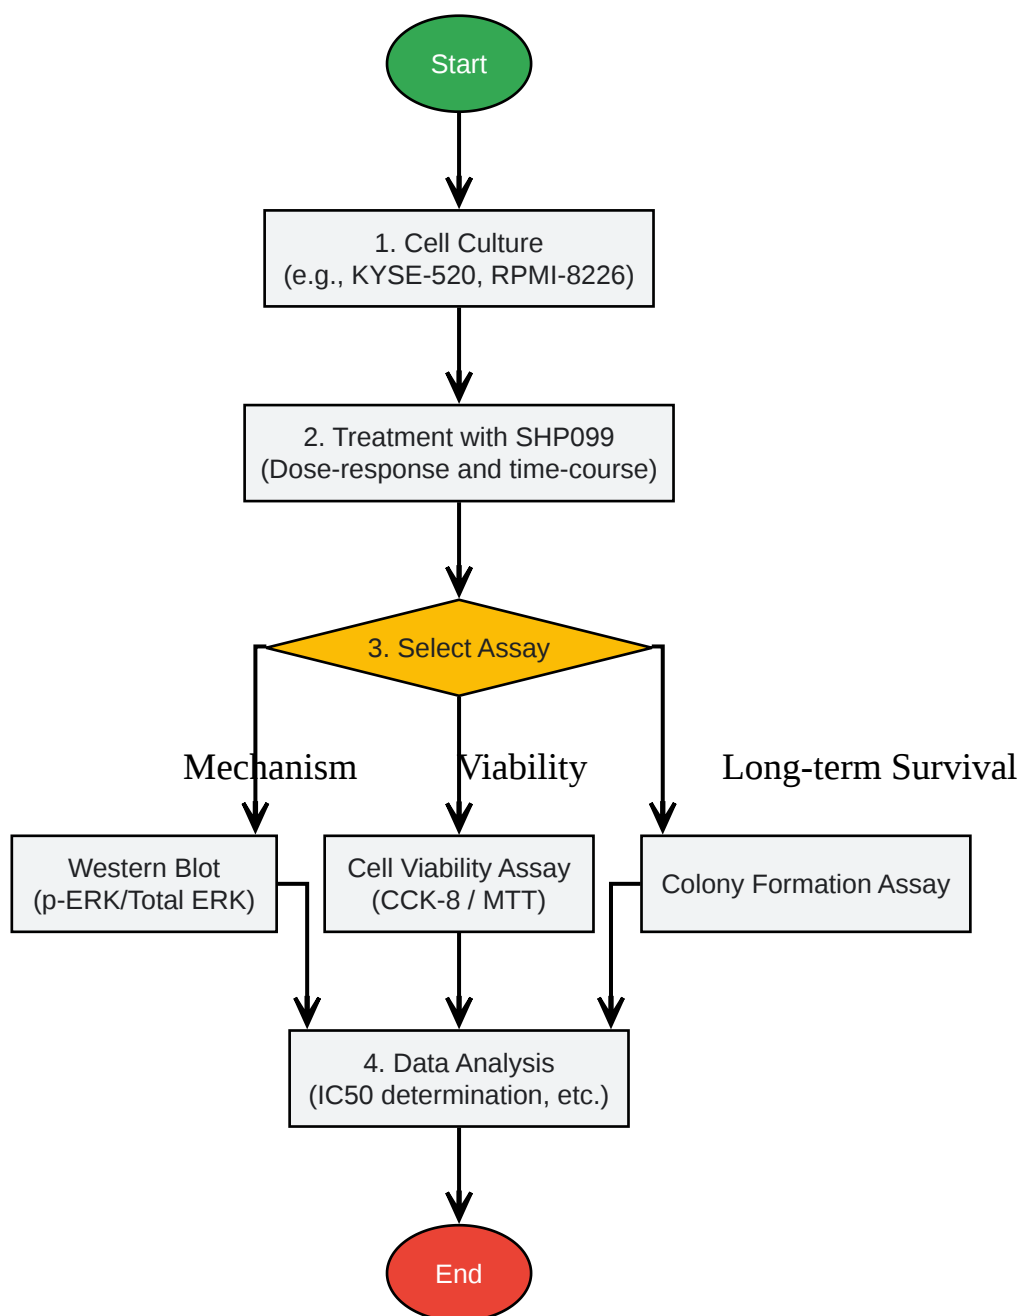 Start
1. Cell Culture
(e.g., KYSE-520, RPMI-8226)
2. Treatment with SHP099
(Dose-response and time-course)
3. Select Assay
Mechanism
Viability
Long-term Survival
Western Blot
(p-ERK/Total ERK)
Cell Viability Assay
(CCK-8 / MTT)
Colony Formation Assay
4. Data Analysis
(IC50 determination, etc.)
End